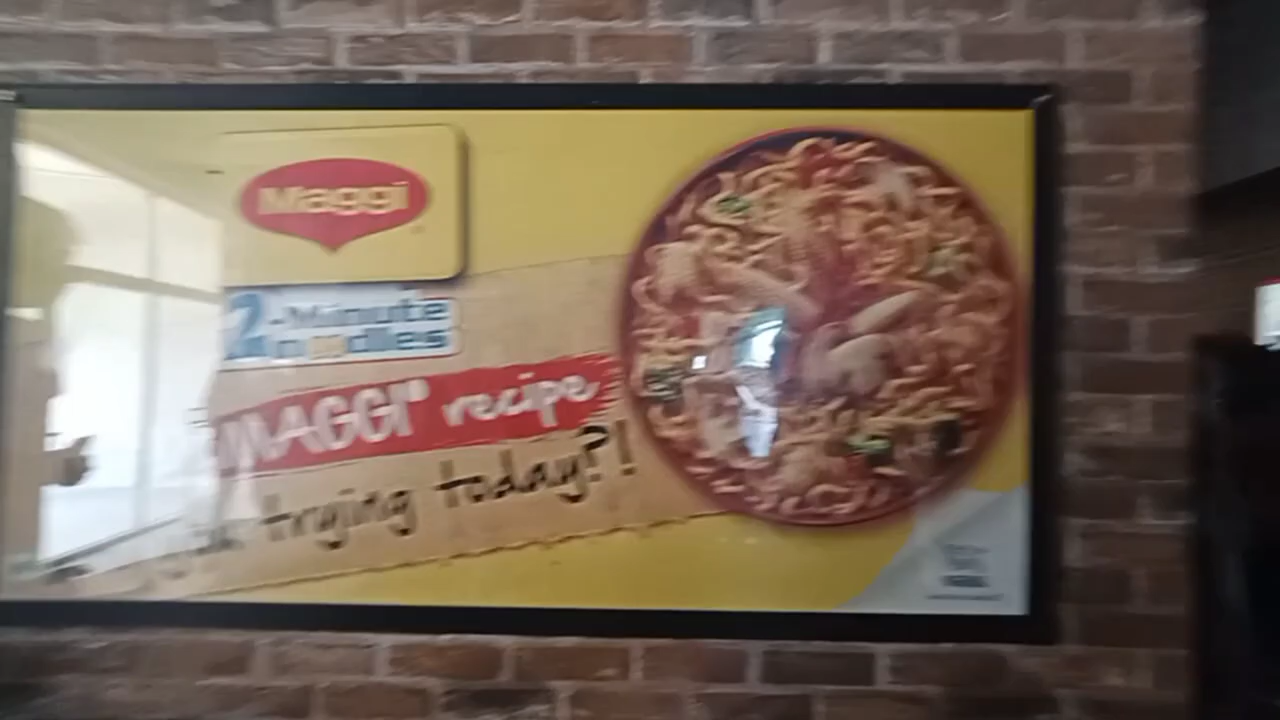 Maggi
2-Minute
noodles
MAGGI recipe
trying today?!